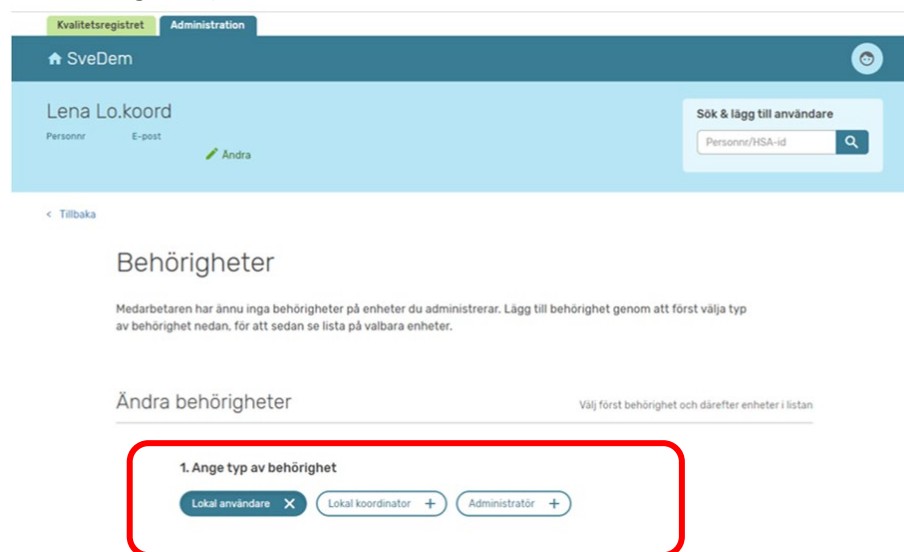 Kvalitetsregistret Administration
SveDem
Lena Lo.koord
Personnr E-post
Ändra
Sök & lägg till användare
Personnr/HSA-id
< Tillbaka
Behörigheter
Medarbetaren har ännu inga behörigheter på enheter du administrerar. Lägg till behörighet genom att först välja typ
av behörighet nedan, för att sedan se lista på valbara enheter.
Ändra behörigheter
Välj först behörighet och därefter enheter i listan
1. Ange typ av behörighet
Lokal användare X Lokal koordinator + Administratör +